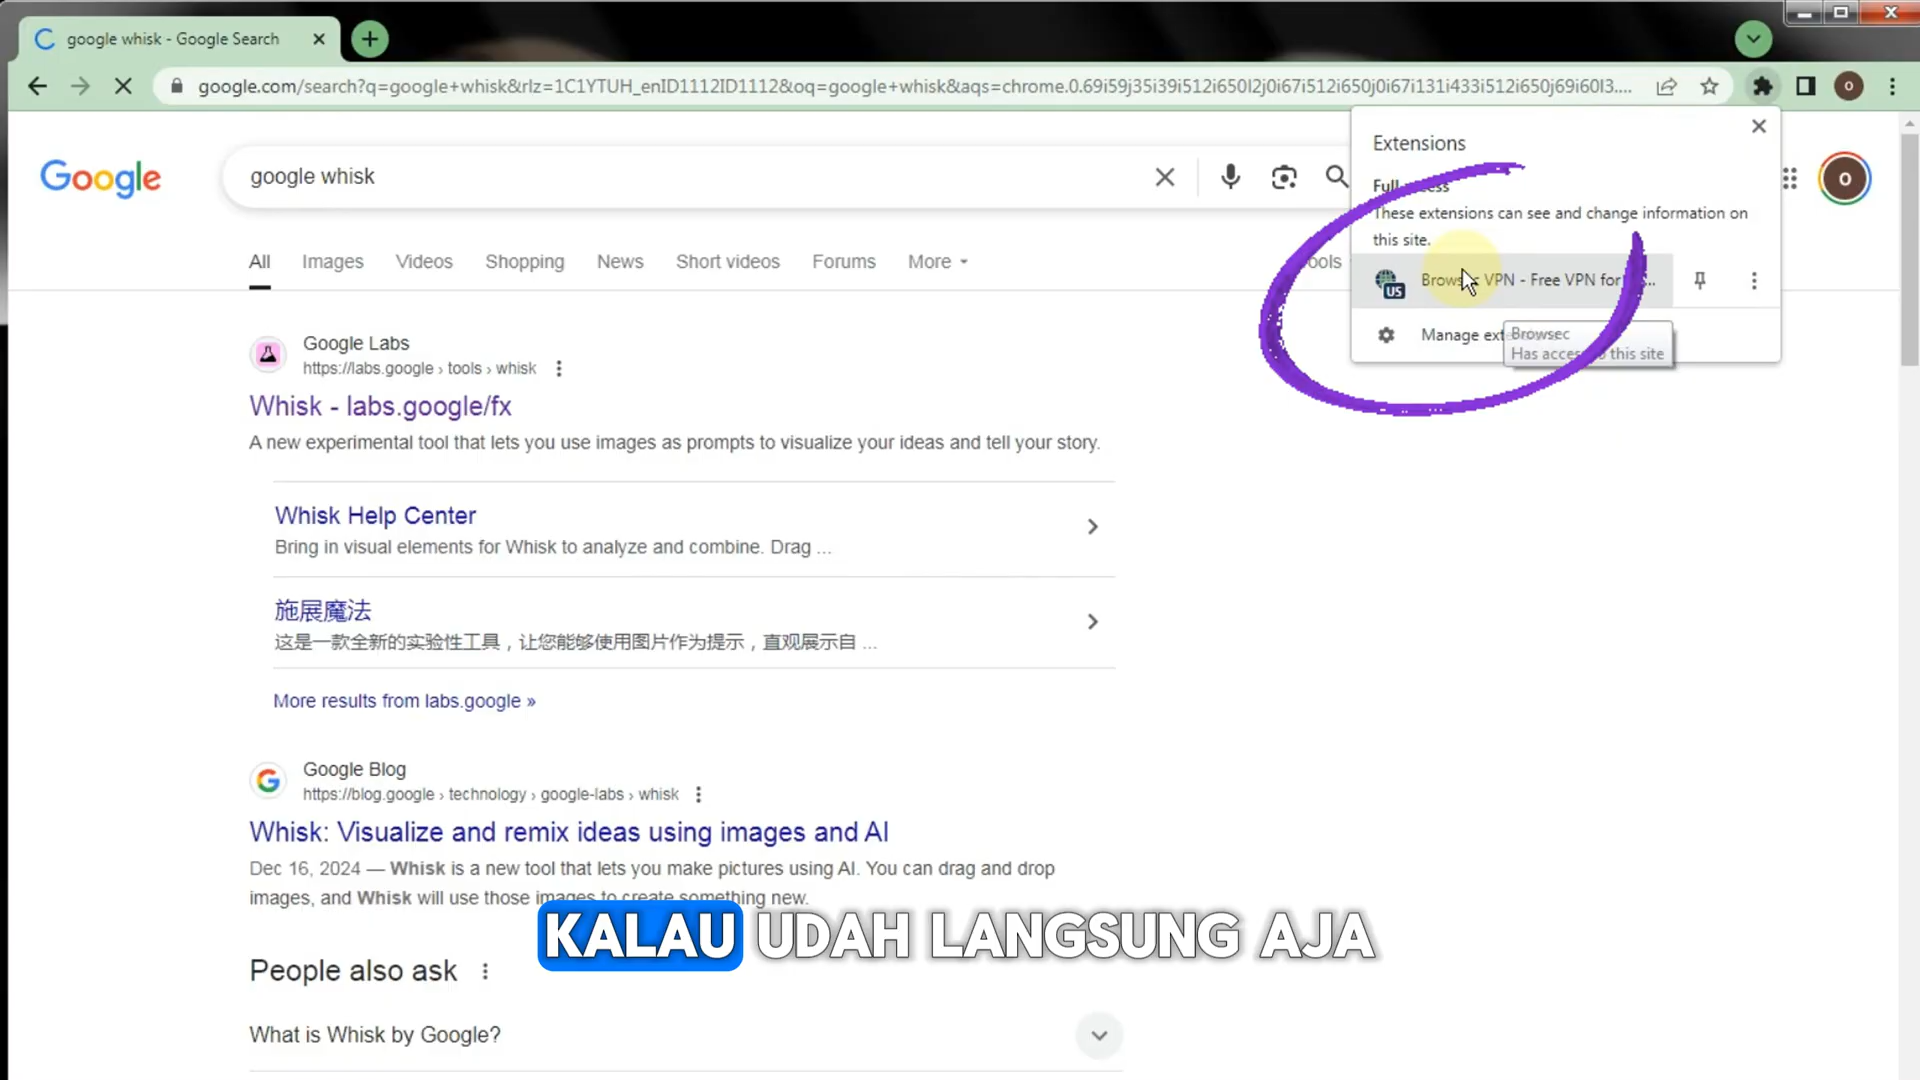 google whisk - Google Search
google.com/search?q=google+whisk&rlz=1C1YTUH_enID1112ID1112&oq=google+whisk&aqs=chrome.0.69i59j35i39i512i650l2j0i67i512i650j0i67i131i433i512i650j69i60l3....
O
Google
google whisk
O
Extensions
Full access
These extensions can see and change information on
this site.
US
Browsec VPN - Free VPN for
Manage ext
Browsec
Has access to this site
All
Images
Videos
Shopping
News
Short videos
Forums
More
Tools
Google Labs
https://labs.google › tools › whisk
Whisk - labs.google/fx
A new experimental tool that lets you use images as prompts to visualize your ideas and tell your story.
Whisk Help Center
Bring in visual elements for Whisk to analyze and combine. Drag ...
施展魔法
这是一款全新的实验性工具，让您能够使用图片作为提示，直观展示自 ...
More results from labs.google »
Google Blog
https://blog.google › technology › google-labs › whisk
Whisk: Visualize and remix ideas using images and AI
Dec 16, 2024 — Whisk is a new tool that lets you make pictures using AI. You can drag and drop
images, and Whisk will use those images to create something new.
KALAU UDAH LANGSUNG AJA
People also ask
What is Whisk by Google?